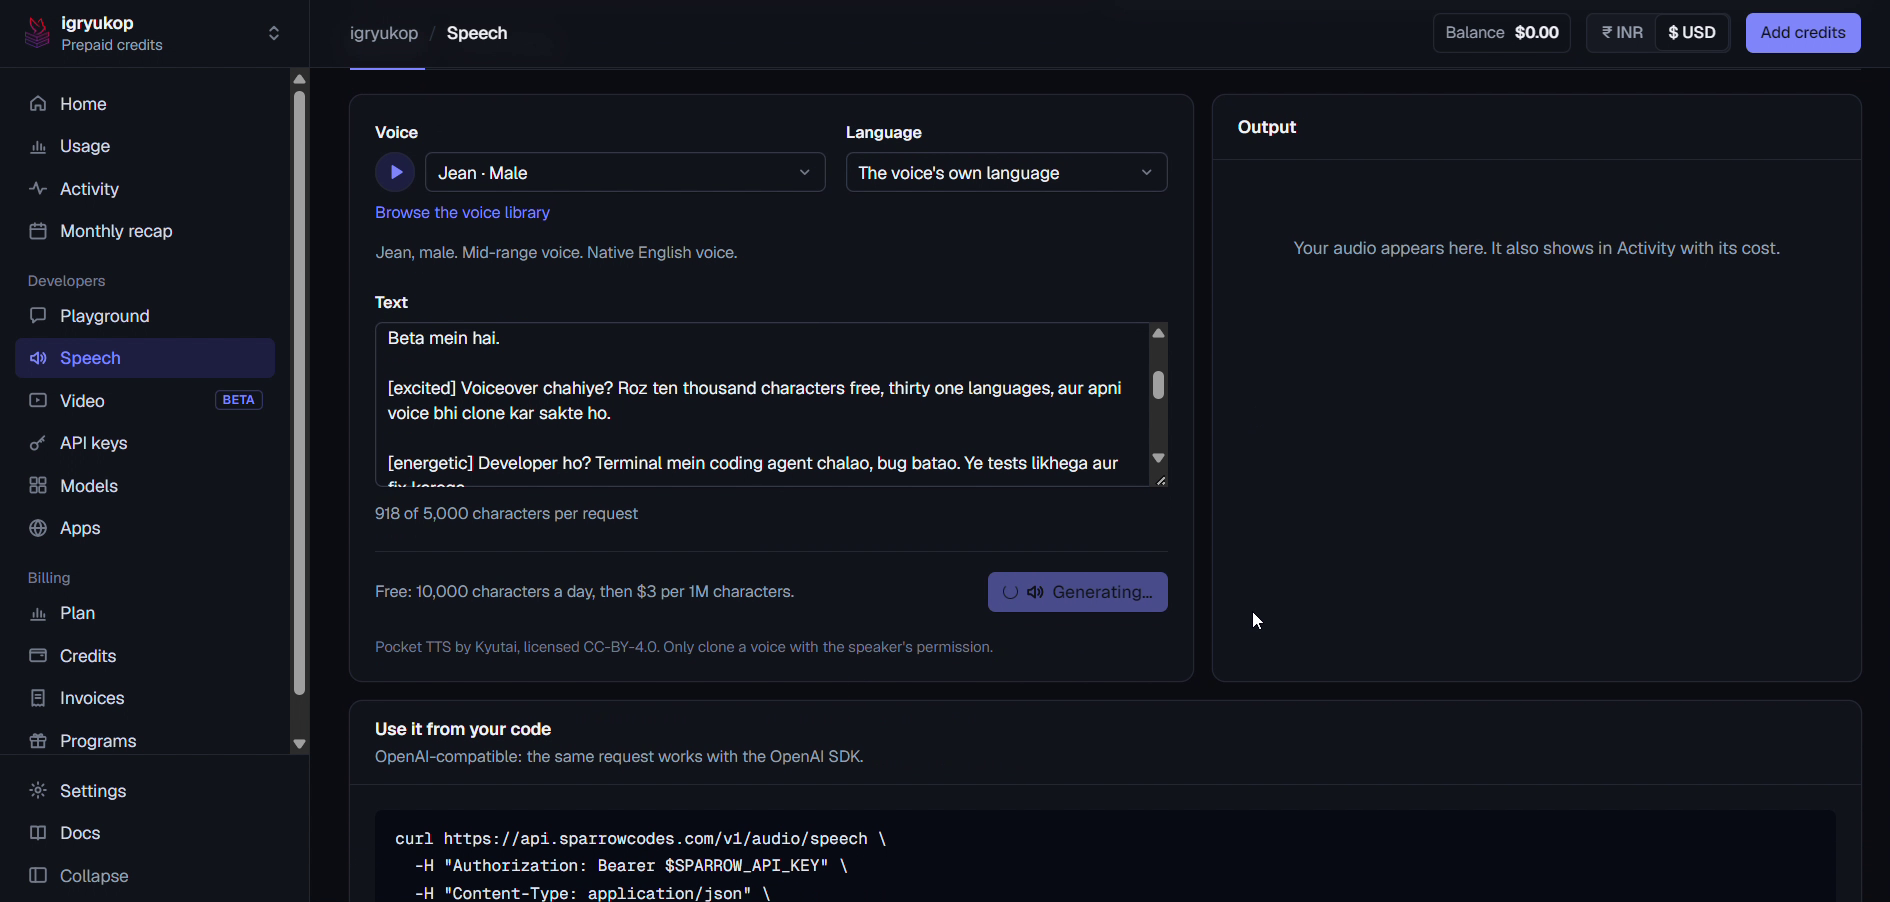 igryukop
Prepaid credits
Home
Usage
Activity
Monthly recap
Developers
Playground
Speech
Video BETA
API keys
Models
Apps
Billing
Plan
Credits
Invoices
Programs
Settings
Docs
Collapse
igryukop / Speech
Balance $0.00
₹ INR $ USD
Add credits
Voice
Jean · Male
Browse the voice library
Language
The voice's own language
Jean, male. Mid-range voice. Native English voice.
Text
Beta mein hai.
[excited] Voiceover chahiye? Roz ten thousand characters free, thirty one languages, aur apni
voice bhi clone kar sakte ho.
[energetic] Developer ho? Terminal mein coding agent chalao, bug batao. Ye tests likhega aur
918 of 5,000 characters per request
Free: 10,000 characters a day, then $3 per 1M characters.
Generating...
Pocket TTS by Kyutai, licensed CC-BY-4.0. Only clone a voice with the speaker's permission.
Output
Your audio appears here. It also shows in Activity with its cost.
Use it from your code
OpenAI-compatible: the same request works with the OpenAI SDK.
curl https://api.sparrowcodes.com/v1/audio/speech \
-H "Authorization: Bearer $SPARROW_API_KEY" \
-H "Content-Type: application/json" \